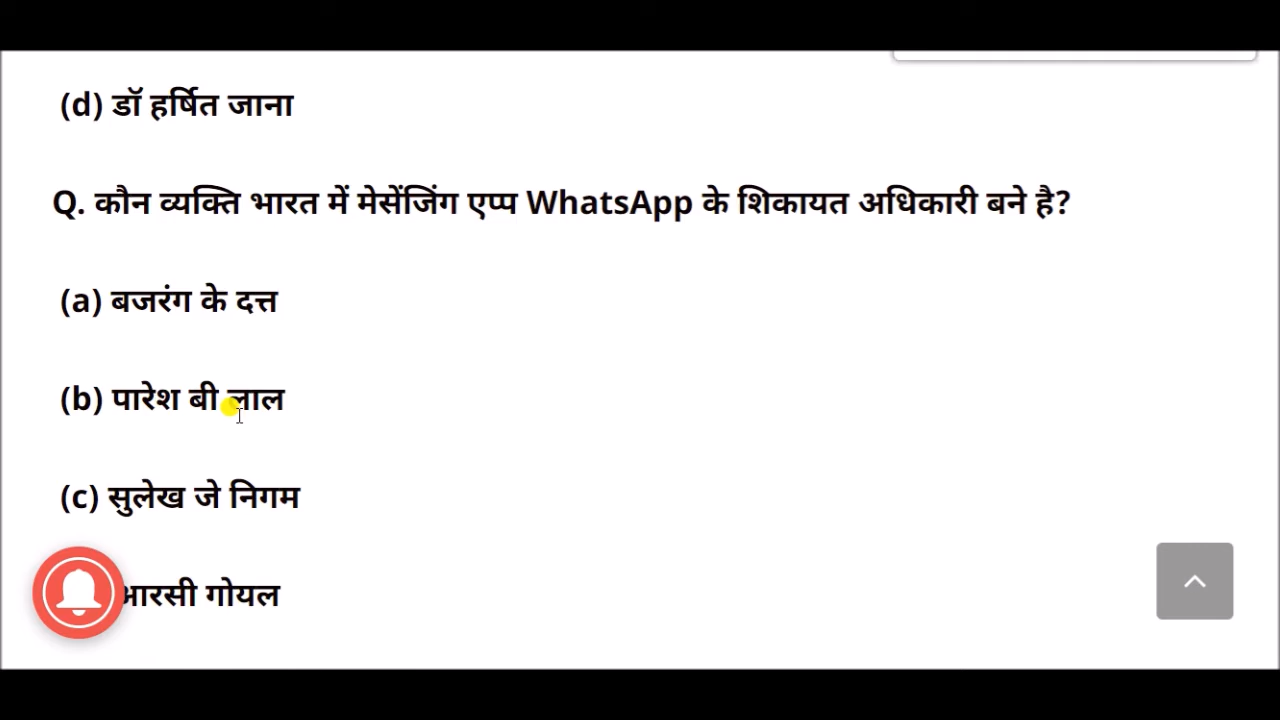 (d) डॉ हर्षित जाना
Q. कौन व्यक्ति भारत में मेसेंजिंग एप्प WhatsApp के शिकायत अधिकारी बने है?
(a) बजरंग के दत्त
(b) पारेश बी लाल
(c) सुलेख जे निगम
आरसी गोयल